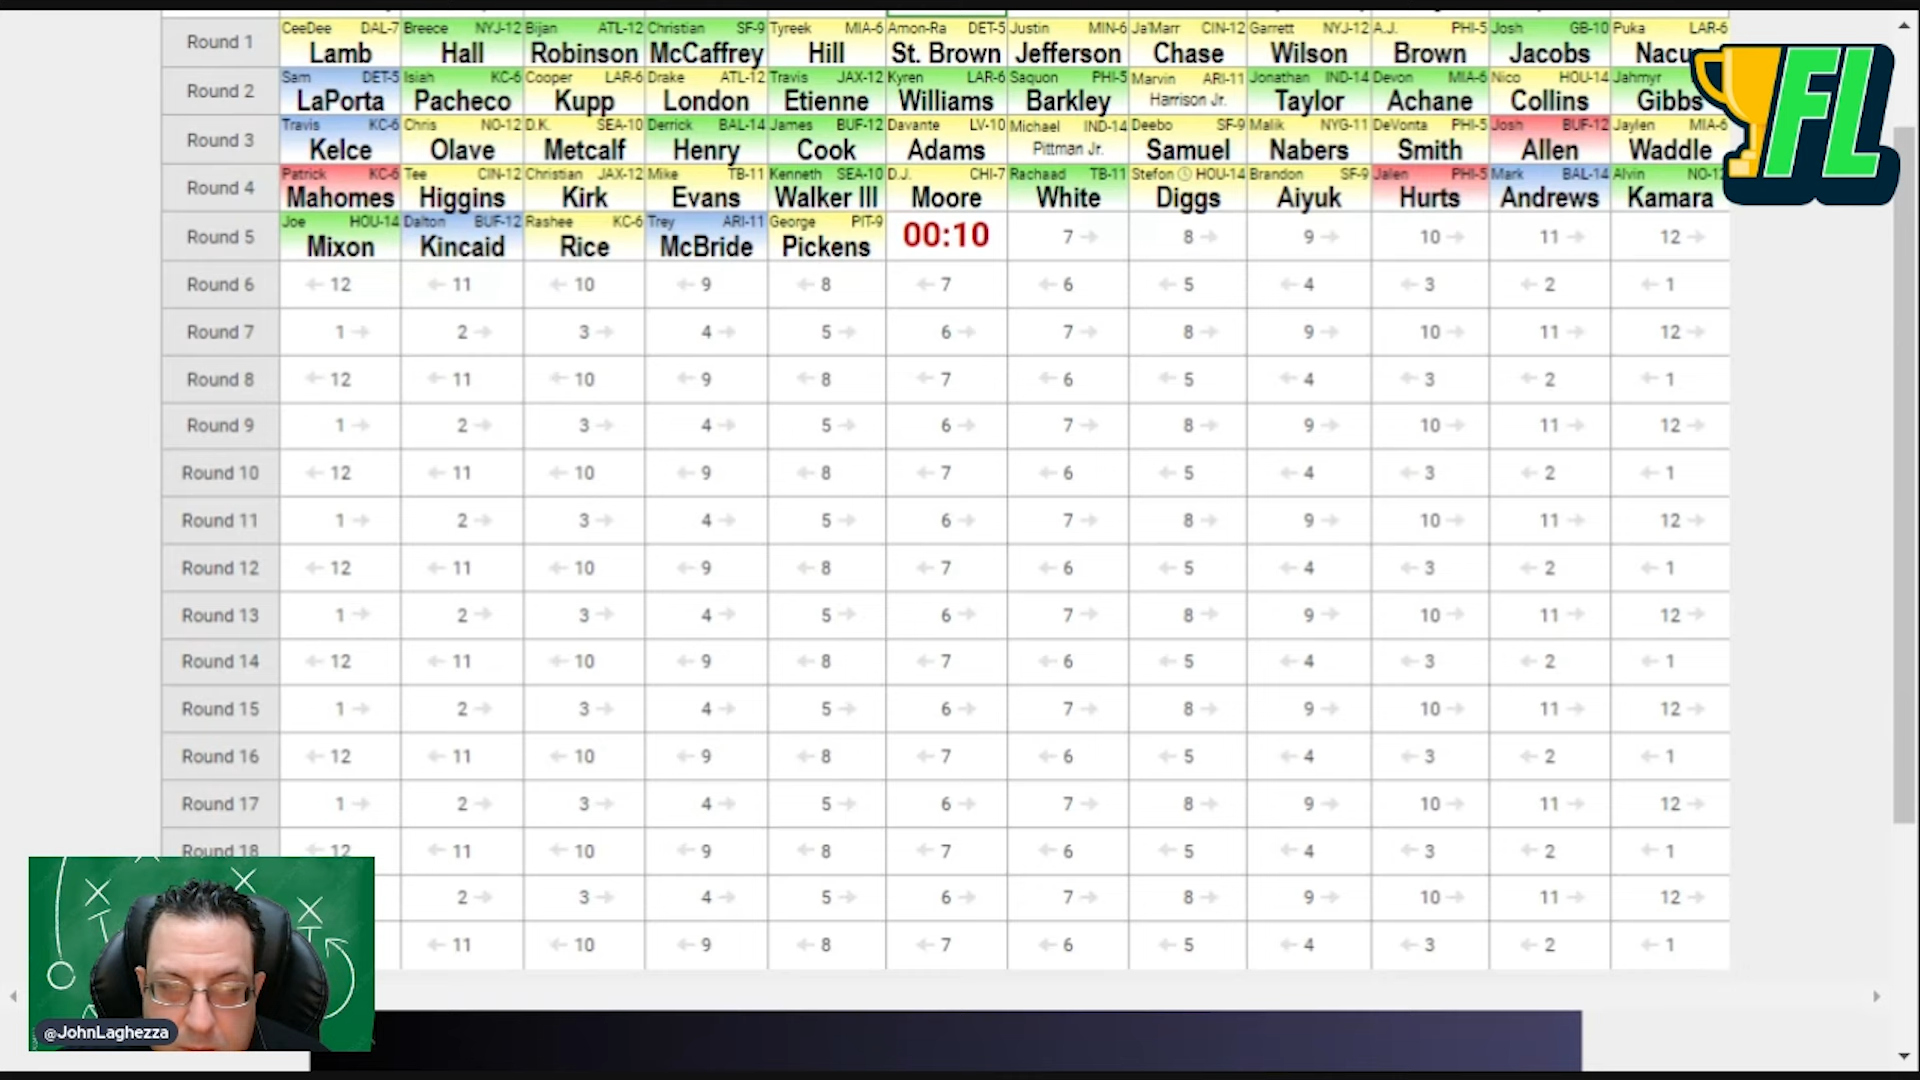 Round 1 CeeDee DAL-7 Lamb Breece NYJ-12 Hall Bijan ATL-12 Robinson Christian SF-9 McCaffrey Tyreek MIA-6 Hill Amon-Ra DET-5 St. Brown Justin MIN-6 Jefferson Ja'Marr CIN-12 Chase Garrett NYJ-12 Wilson A.J. PHI-5 Brown Josh GB-10 Jacobs Puka LAR-6
Round 2 Sam DET-5 LaPorta Isiah KC-6 Pacheco Cooper LAR-6 Kupp Drake ATL-12 London Travis JAX-12 Etienne Kyren LAR-6 Williams Saquon PHI-5 Barkley Marvin ARI-11 Harrison Jr. Jonathan IND-14 Taylor Devon MIA-6 Achane Nico HOU-14 Collins Jahmyr Gibbs
Round 3 Travis KC-6 Kelce Chris NO-12 Olave D.K. SEA-10 Metcalf Derrick BAL-14 Henry James BUF-12 Cook Davante LV-10 Adams Michael IND-14 Pittman Jr. Deebo SF-9 Samuel Malik NYG-11 Nabers DeVonta PHI-5 Smith Josh BUF-12 Allen Jaylen MIA-6 Waddle
Round 4 Patrick KC-6 Mahomes Tee CIN-12 Higgins Christian JAX-12 Kirk Mike TB-11 Evans Kenneth SEA-10 Walker III D.J. CHI-7 Moore Rachaad TB-11 White Stefon HOU-14 Diggs Brandon SF-9 Aiyuk Jalen PHI-5 Hurts Mark BAL-14 Andrews Alvin Kamara
Round 5 Joe HOU-14 Mixon Dalton BUF-12 Kincaid Rashee KC-6 Rice Trey ARI-11 McBride George PIT-9 Pickens 00:10 7 → 8 → 9 → 10 → 11 → 12 →
Round 6 ← 12 ← 11 ← 10 ← 9 ← 8 ← 7 ← 6 ← 5 ← 4 ← 3 ← 2 ← 1
Round 7 1 → 2 → 3 → 4 → 5 → 6 → 7 → 8 → 9 → 10 → 11 → 12 →
Round 8 ← 12 ← 11 ← 10 ← 9 ← 8 ← 7 ← 6 ← 5 ← 4 ← 3 ← 2 ← 1
Round 9 1 → 2 → 3 → 4 → 5 → 6 → 7 → 8 → 9 → 10 → 11 → 12 →
Round 10 ← 12 ← 11 ← 10 ← 9 ← 8 ← 7 ← 6 ← 5 ← 4 ← 3 ← 2 ← 1
Round 11 1 → 2 → 3 → 4 → 5 → 6 → 7 → 8 → 9 → 10 → 11 → 12 →
Round 12 ← 12 ← 11 ← 10 ← 9 ← 8 ← 7 ← 6 ← 5 ← 4 ← 3 ← 2 ← 1
Round 13 1 → 2 → 3 → 4 → 5 → 6 → 7 → 8 → 9 → 10 → 11 → 12 →
Round 14 ← 12 ← 11 ← 10 ← 9 ← 8 ← 7 ← 6 ← 5 ← 4 ← 3 ← 2 ← 1
Round 15 1 → 2 → 3 → 4 → 5 → 6 → 7 → 8 → 9 → 10 → 11 → 12 →
Round 16 ← 12 ← 11 ← 10 ← 9 ← 8 ← 7 ← 6 ← 5 ← 4 ← 3 ← 2 ← 1
Round 17 1 → 2 → 3 → 4 → 5 → 6 → 7 → 8 → 9 → 10 → 11 → 12 →
Round 18 ← 12 ← 11 ← 10 ← 9 ← 8 ← 7 ← 6 ← 5 ← 4 ← 3 ← 2 ← 1
2 → 3 → 4 → 5 → 6 → 7 → 8 → 9 → 10 → 11 → 12 →
← 11 ← 10 ← 9 ← 8 ← 7 ← 6 ← 5 ← 4 ← 3 ← 2 ← 1
FL
@JohnLaghezza